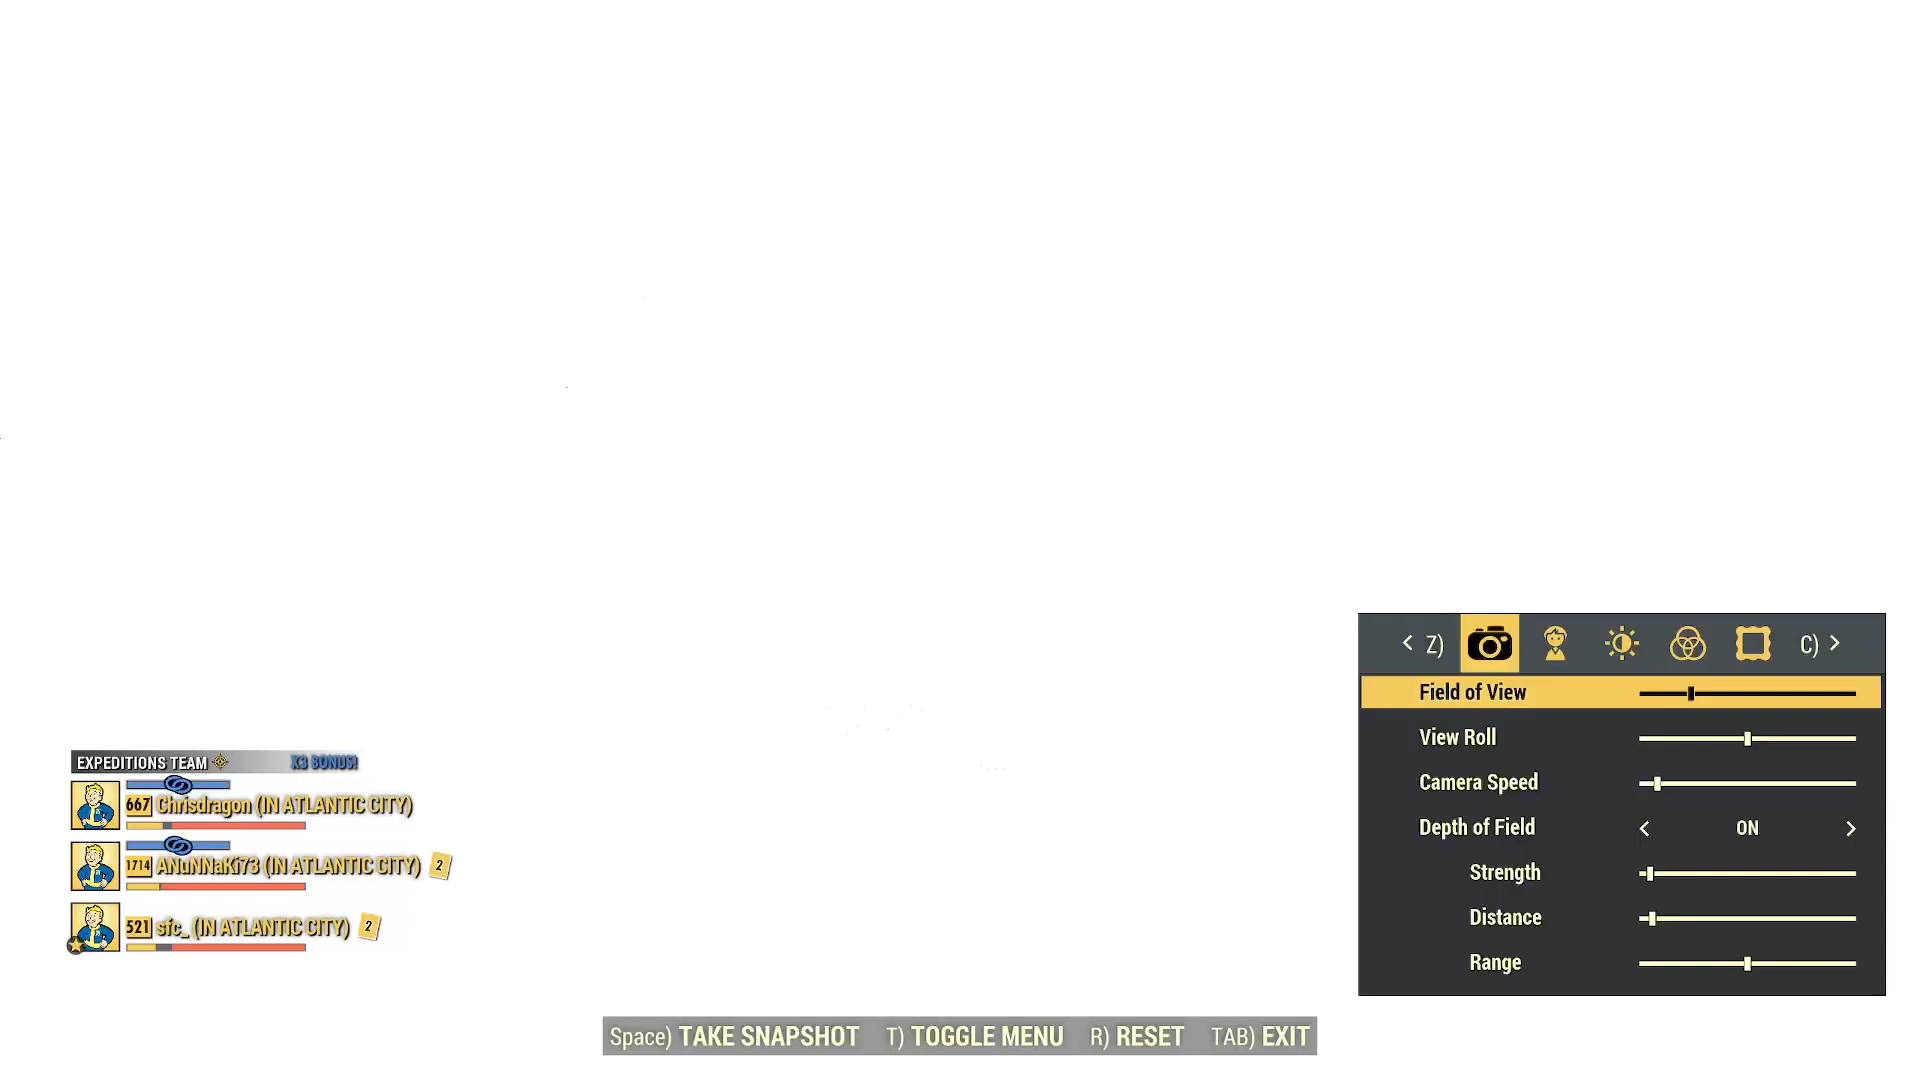 EXPEDITIONS TEAM X3 BONUS!
667 Chrisdragon (IN ATLANTIC CITY)
1714 ANuNNaKi73 (IN ATLANTIC CITY) 2
521 sfc_ (IN ATLANTIC CITY) 2
< Z) C) >
Field of View
View Roll
Camera Speed
Depth of Field < ON >
Strength
Distance
Range
Space) TAKE SNAPSHOT T) TOGGLE MENU R) RESET TAB) EXIT